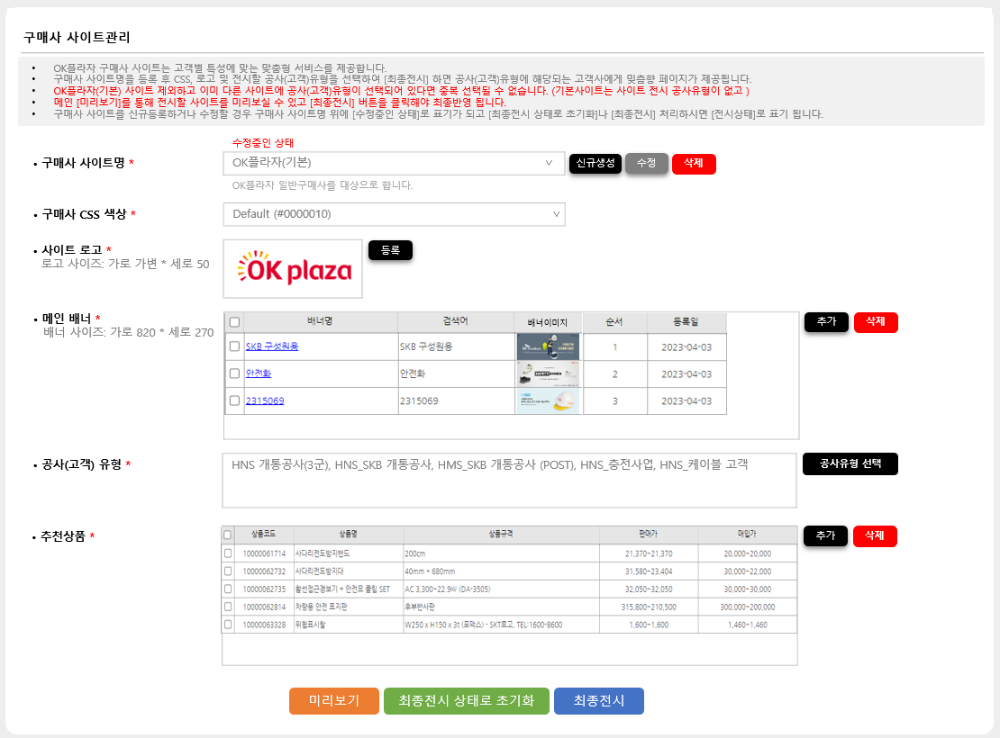 구매사 사이트관리
• OK플라자 구매사 사이트는 고객별 특성에 맞는 맞춤형 서비스를 제공합니다.
• 구매사 사이트명을 등록 후 CSS, 로고 및 전시할 공사(고객)유형을 선택하여 [최종전시] 하면 공사(고객)유형에 해당되는 고객사에게 맞춤향 페이지가 제공됩니다.
• OK플라자(기본) 사이트 제외하고 이미 다른 사이트에 공사(고객)유형이 선택되어 있다면 중복 선택될 수 없습니다. (기본사이트는 사이트 전시 공사유형이 없고 )
• 메인 [미리보기]를 통해 전시할 사이트를 미리보실 수 있고 [최종전시] 버튼을 클릭해야 최종반영 됩니다.
• 구매사 사이트를 신규등록하거나 수정할 경우 구매사 사이트명 위에 [수정중인 상태]로 표기가 되고 [최종전시 상태로 초기화]나 [최종전시] 처리하시면 [전시상태]로 표기 됩니다.
수정중인 상태
• 구매사 사이트명 * OK플라자(기본) 신규생성 수정 삭제
OK플라자 일반구매사를 대상으로 합니다.
• 구매사 CSS 색상 * Default (#0000010)
• 사이트 로고 * 등록
로고 사이즈: 가로 가변 * 세로 50
OK plaza
• 메인 배너 * 추가 삭제
배너 사이즈: 가로 820 * 세로 270
배너명 검색어 배너이미지 순서 등록일
SKB 구성원용 SKB 구성원용 1 2023-04-03
안전화 안전화 2 2023-04-03
2315069 2315069 3 2023-04-03
• 공사(고객) 유형 * HNS 개통공사(3군), HNS_SKB 개통공사, HMS_SKB 개통공사 (POST), HNS_충전사업, HNS_케이블 고객 공사유형 선택
• 추천상품 * 추가 삭제
상품코드 상품명 상품규격 판매가 매입가
10000061714 사다리전도방지밴드 200cm 21,370~21,370 20,000~20,000
10000062732 사다리전도방지대 40mm * 680mm 31,580~23,404 30,000~22,000
10000062735 활선접근경보기 + 안전모 클립 SET AC 3,300~22.9W (DA-3505) 32,050~32,050 30,000~30,000
10000062814 차량용 안전 표지판 후부반사판 315,800~210,500 300,000~200,000
10000063328 위험표시찰 W250 x H150 x 3t (포맥스) - SKT로고, TEL:1600-8600 1,600~1,600 1,460~1,460
미리보기 최종전시 상태로 초기화 최종전시